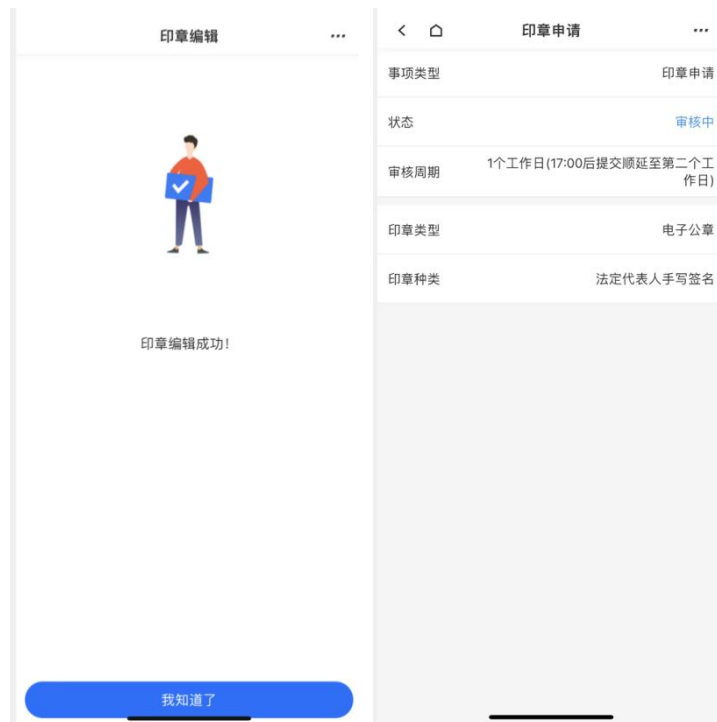 印章编辑
印章编辑成功!
我知道了
印章申请
事项类型 印章申请
状态 审核中
审核周期 1个工作日(17:00后提交顺延至第二个工
作日)
印章类型 电子公章
印章种类 法定代表人手写签名